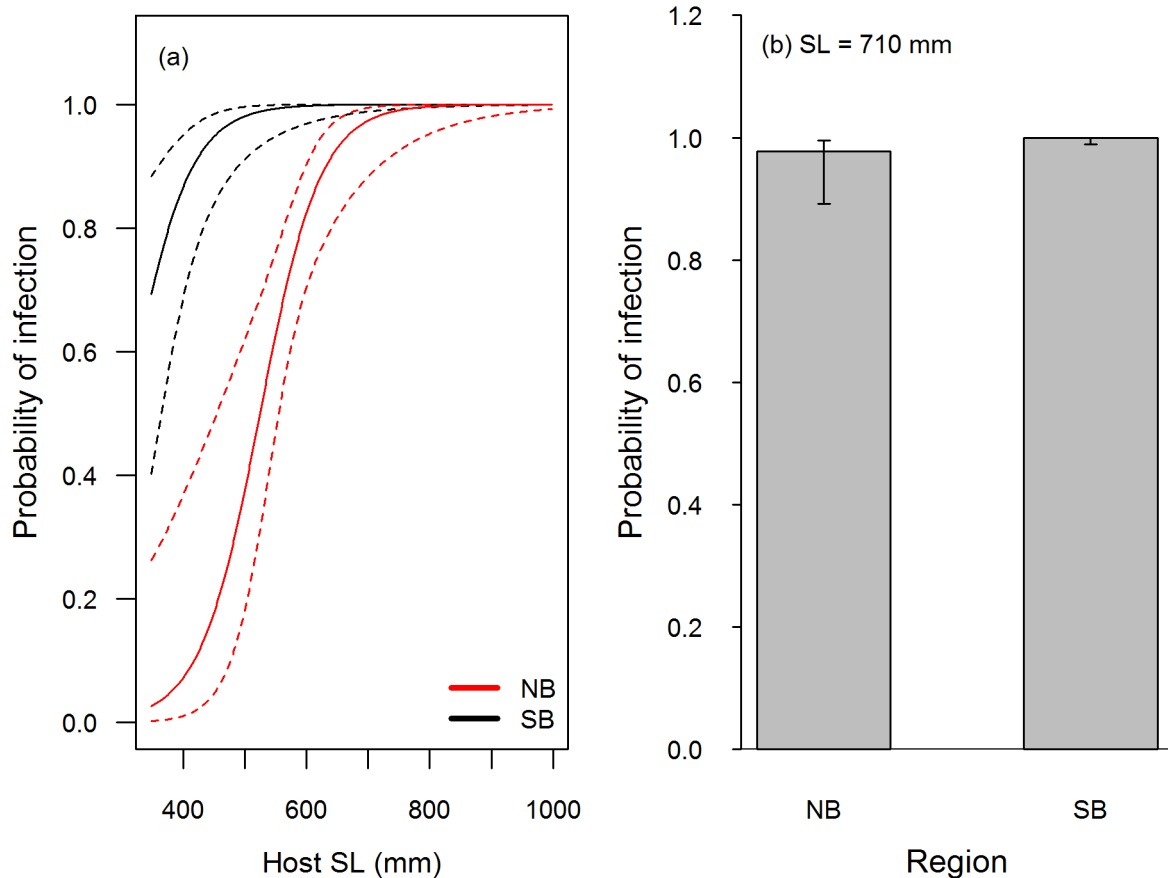 (a)
Probability of infection
1.0
0.8
0.6
0.4
0.2
0.0
NB
SB
400 600 800 1000
Host SL (mm)
(b) SL = 710 mm
Probability of infection
1.2
1.0
0.8
0.6
0.4
0.2
0.0
NB SB
Region